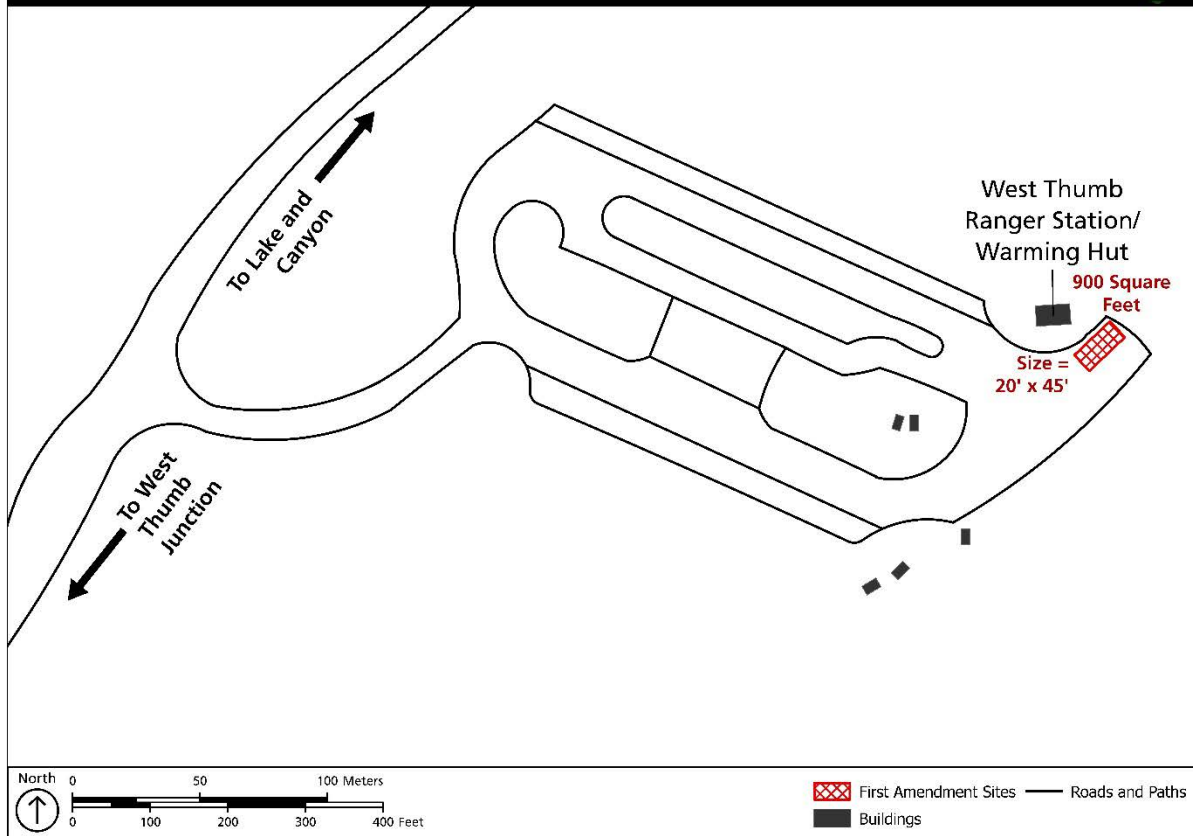 To Lake and
Canyon
West Thumb
Ranger Station/
Warming Hut
900 Square
Feet
Size =
20' x 45'
To West
Thumb
Junction
North
0 50 100 Meters
0 100 200 300 400 Feet
First Amendment Sites
Roads and Paths
Buildings